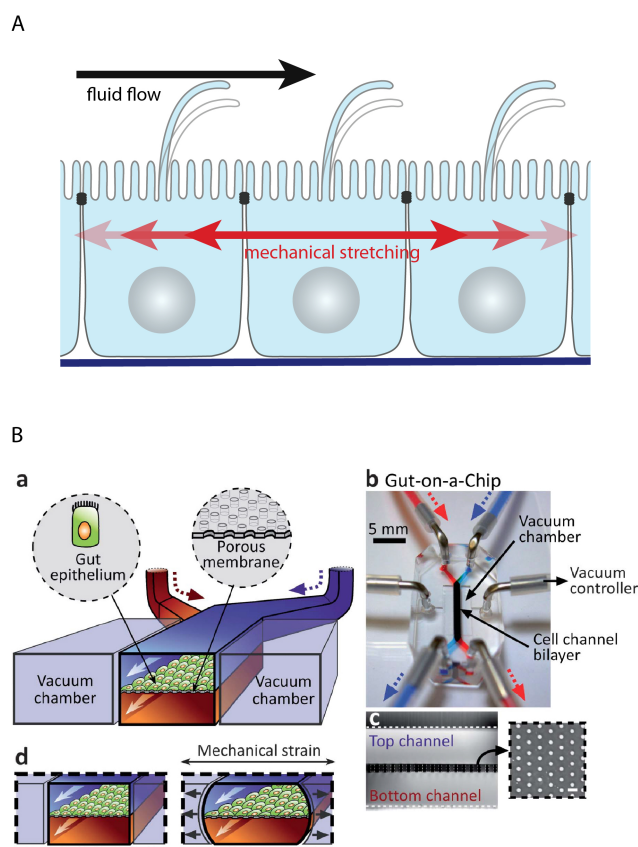 A
fluid flow
mechanical stretching
B
a
Gut
epithelium
Porous
membrane
Vacuum
chamber
Vacuum
chamber
b Gut-on-a-Chip
5 mm
Vacuum
chamber
Vacuum
controller
Cell channel
bilayer
c
Top channel
Bottom channel
d
Mechanical strain